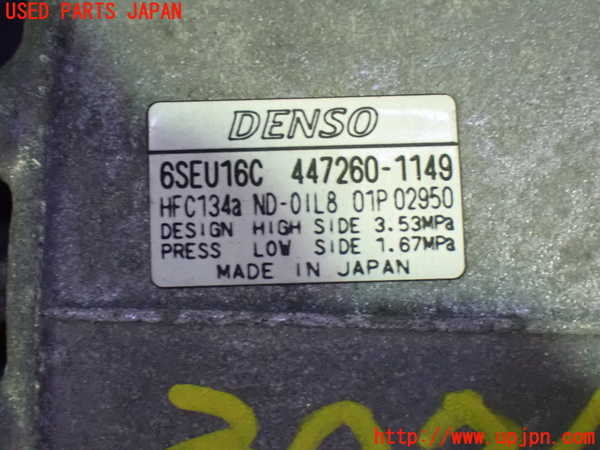 USED PARTS JAPAN
DENSO
6SEU16C 447260-1149
HFC134a ND-OIL8 01P 02950
DESIGN HIGH SIDE 3.53MPa
PRESS LOW SIDE 1.67MPa
MADE IN JAPAN
http://www.upjpn.com